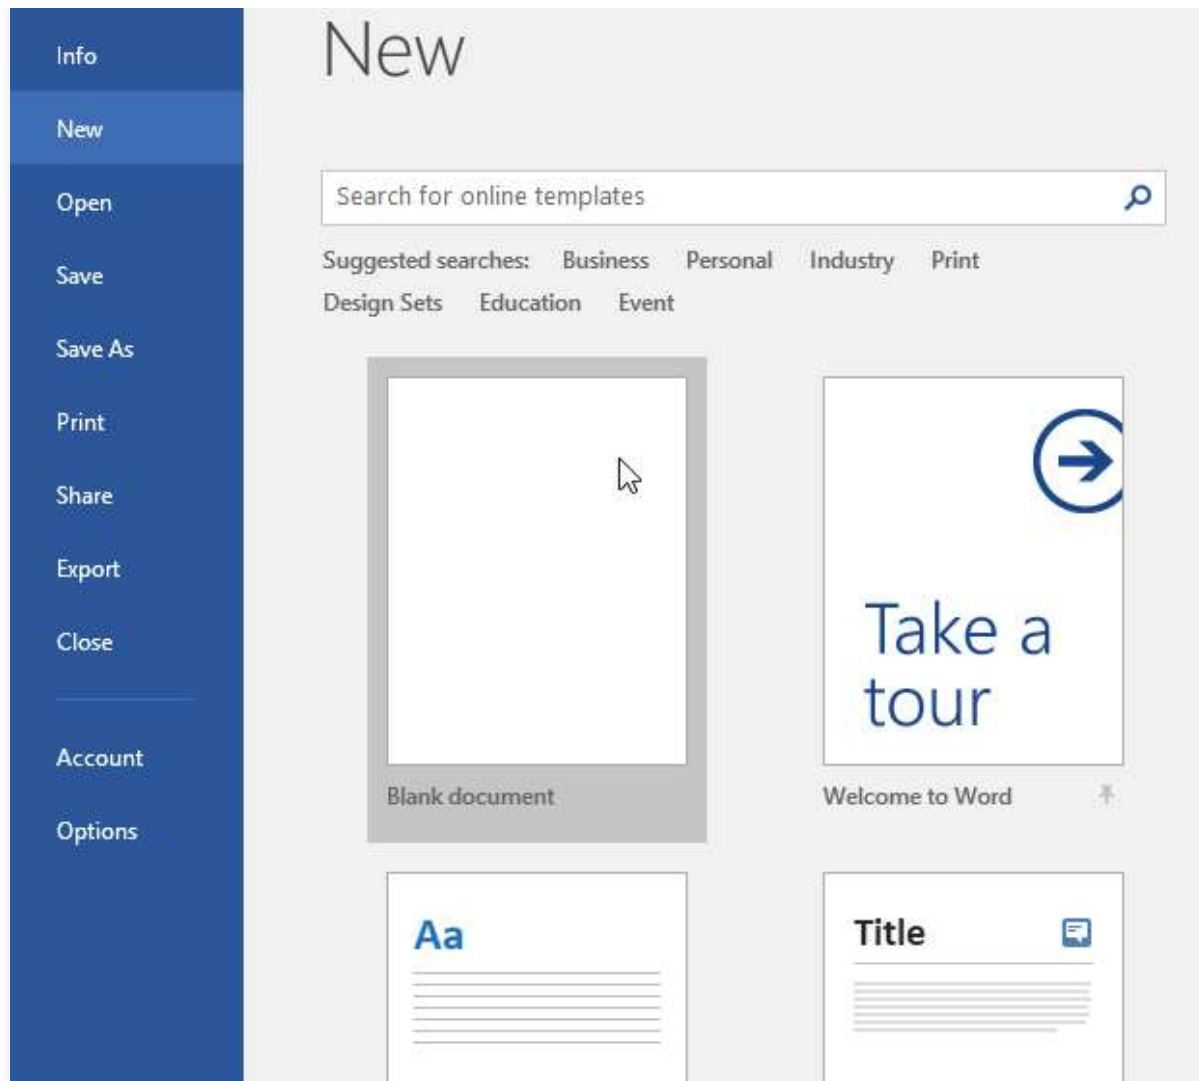 Info
New
Open
Save
Save As
Print
Share
Export
Close
Account
Options
New
Search for online templates
Suggested searches: Business Personal Industry Print
Design Sets Education Event
Take a
tour
Blank document
Welcome to Word
Aa
Title